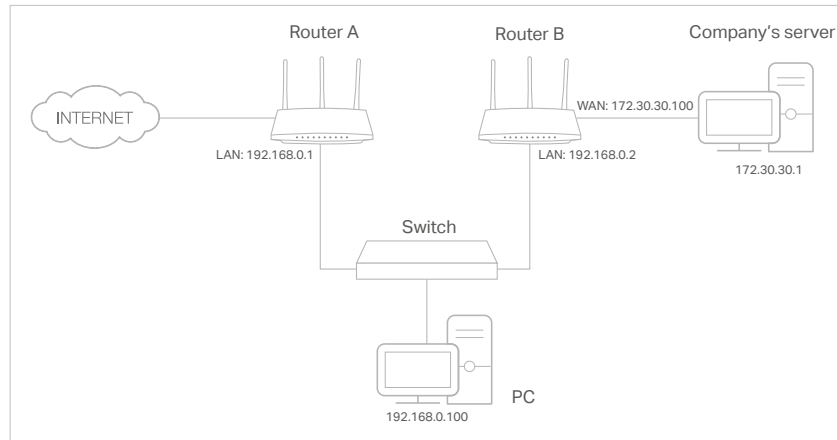 Router A
Router B
Company's server
INTERNET
WAN: 172.30.30.100
LAN: 192.168.0.1
LAN: 192.168.0.2
172.30.30.1
Switch
PC
192.168.0.100